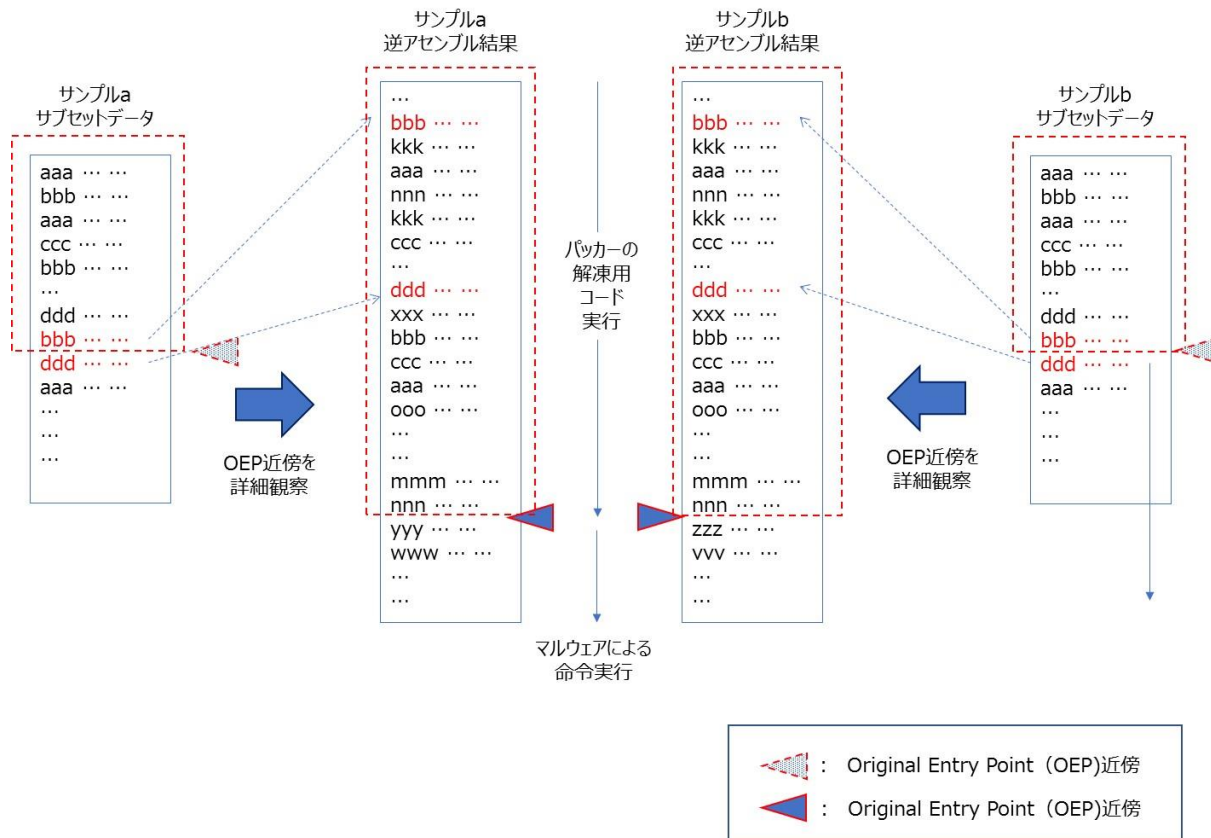 サンプルa
逆アセンブル結果
サンプルb
逆アセンブル結果
サンプルa
サブセットデータ
サンプルb
サブセットデータ
aaa … …
bbb … …
aaa … …
ccc … …
bbb … …
…
ddd … …
bbb … …
ddd … …
aaa … …
…
…
…
OEP近傍を
詳細観察
…
bbb … …
kkk … …
aaa … …
nnn … …
kkk … …
ccc … …
…
ddd … …
xxx … …
bbb … …
ccc … …
aaa … …
ooo … …
…
…
mmm … …
nnn … …
yyy … …
www … …
…
…
パッカーの
解凍用
コード
実行
マルウェアによる
命令実行
…
bbb … …
kkk … …
aaa … …
nnn … …
kkk … …
ccc … …
…
ddd … …
xxx … …
bbb … …
ccc … …
aaa … …
ooo … …
…
…
mmm … …
nnn … …
zzz … …
vvv … …
…
…
OEP近傍を
詳細観察
aaa … …
bbb … …
aaa … …
ccc … …
bbb … …
…
ddd … …
bbb … …
ddd … …
aaa … …
…
…
…
： Original Entry Point（OEP)近傍
： Original Entry Point（OEP)近傍